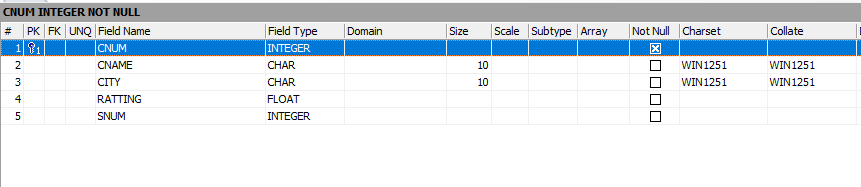 CNUM INTEGER NOT NULL
# PK FK UNQ Field Name Field Type Domain Size Scale Subtype Array Not Null Charset Collate
1 1 CNUM INTEGER
2 CNAME CHAR 10 WIN1251 WIN1251
3 CITY CHAR 10 WIN1251 WIN1251
4 RATTING FLOAT
5 SNUM INTEGER